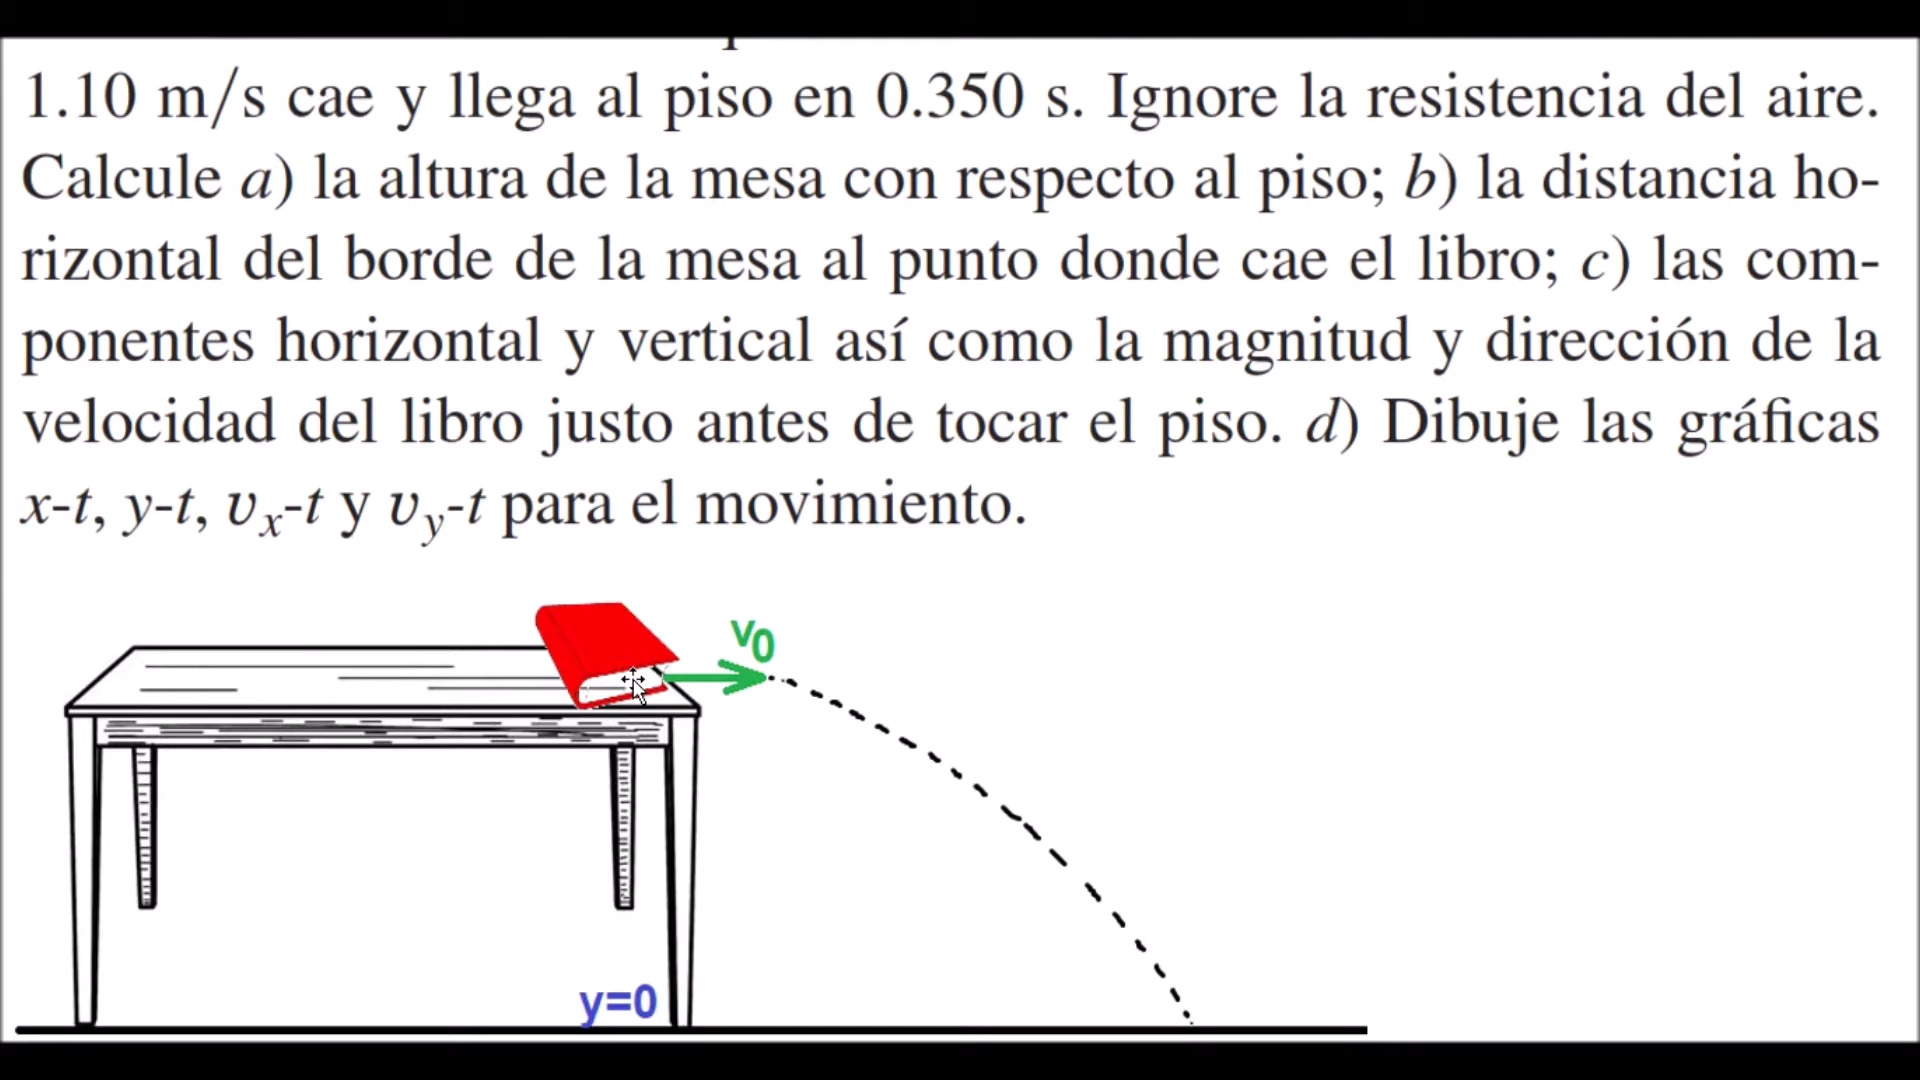 1.10 m/s cae y llega al piso en 0.350 s. Ignore la resistencia del aire.
Calcule a) la altura de la mesa con respecto al piso; b) la distancia ho-
rizontal del borde de la mesa al punto donde cae el libro; c) las com-
ponentes horizontal y vertical así como la magnitud y dirección de la
velocidad del libro justo antes de tocar el piso. d) Dibuje las gráficas
x-t, y-t, vₓ-t y v_y-t para el movimiento.
v₀
y=0